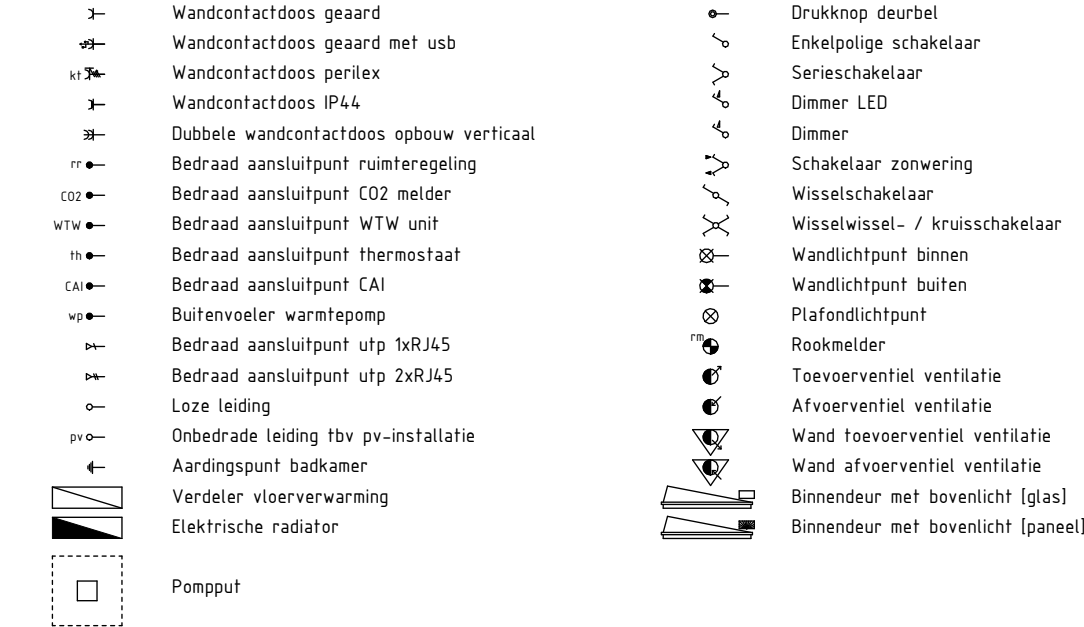 Wandcontactdoos geaard
Wandcontactdoos geaard met usb
kt Wandcontactdoos perilex
Wandcontactdoos IP44
Dubbele wandcontactdoos opbouw verticaal
rr Bedraad aansluitpunt ruimteregeling
CO2 Bedraad aansluitpunt CO2 melder
WTW Bedraad aansluitpunt WTW unit
th Bedraad aansluitpunt thermostaat
CAI Bedraad aansluitpunt CAI
wp Buitenvoeler warmtepomp
Bedraad aansluitpunt utp 1xRJ45
Bedraad aansluitpunt utp 2xRJ45
Loze leiding
pv Onbedrade leiding tbv pv-installatie
Aardingspunt badkamer
Verdeler vloerverwarming
Elektrische radiator
Pompput
Drukknop deurbel
Enkelpolige schakelaar
Serieschakelaar
Dimmer LED
Dimmer
Schakelaar zonwering
Wisselschakelaar
Wisselwissel- / kruisschakelaar
Wandlichtpunt binnen
Wandlichtpunt buiten
Plafondlichtpunt
rm Rookmelder
Toevoerventiel ventilatie
Afvoerventiel ventilatie
Wand toevoerventiel ventilatie
Wand afvoerventiel ventilatie
Binnendeur met bovenlicht [glas]
Binnendeur met bovenlicht [paneel]